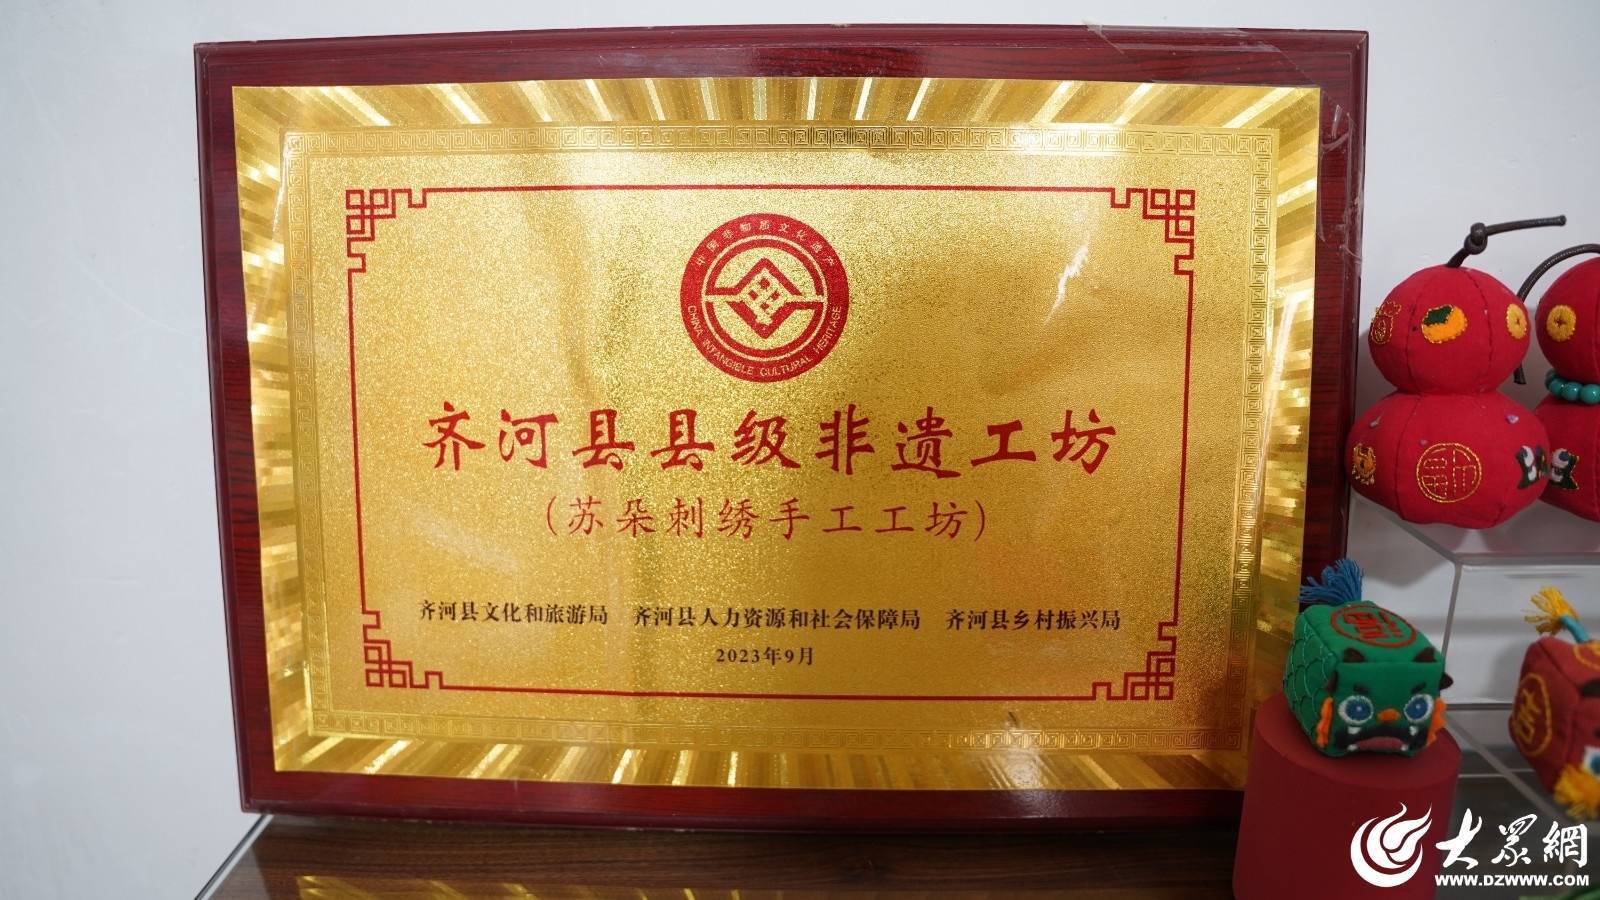 中国非物质文化遗产
CHINA INTANGIBLE CULTURAL HERITAGE
齐河县县级非遗工坊
（苏朵刺绣手工工坊）
齐河县文化和旅游局 齐河县人力资源和社会保障局 齐河县乡村振兴局
2023年9月
大眾網
WWW.DZWWW.COM